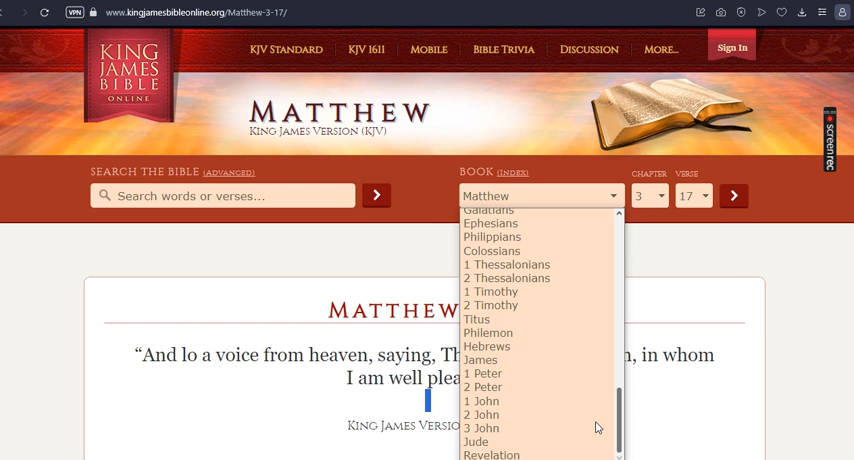 VPN
www.kingjamesbibleonline.org/Matthew-3-17/
KING
JAMES
BIBLE
ONLINE
KJV STANDARD KJV 1611 MOBILE BIBLE TRIVIA DISCUSSION MORE... Sign In
MATTHEW
KING JAMES VERSION (KJV)
screenrec
SEARCH THE BIBLE (ADVANCED)
BOOK (INDEX) CHAPTER VERSE
Search words or verses...
Matthew 3 17
Galatians
Ephesians
Philippians
Colossians
1 Thessalonians
2 Thessalonians
1 Timothy
2 Timothy
Titus
Philemon
Hebrews
James
1 Peter
2 Peter
1 John
2 John
3 John
Jude
Revelation
MATTHEW
“And lo a voice from heaven, saying, Th n, in whom
I am well plea
KING JAMES VERSIO